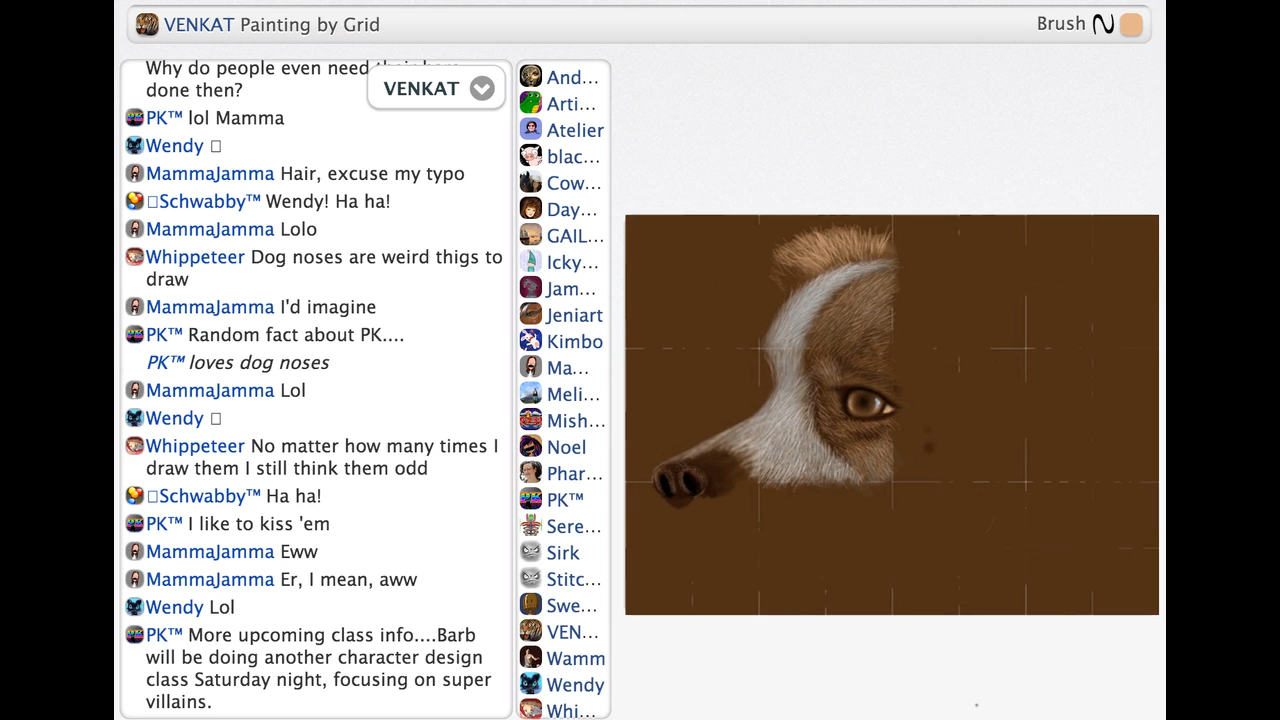 VENKAT Painting by Grid
Brush
Why do people even need
done then?
VENKAT
PK™ lol Mamma
Wendy
MammaJamma Hair, excuse my typo
Schwabby™ Wendy! Ha ha!
MammaJamma Lolo
Whippeteer Dog noses are weird thigs to
draw
MammaJamma I'd imagine
PK™ Random fact about PK....
PK™ loves dog noses
MammaJamma Lol
Wendy
Whippeteer No matter how many times I
draw them I still think them odd
Schwabby™ Ha ha!
PK™ I like to kiss 'em
MammaJamma Eww
MammaJamma Er, I mean, aww
Wendy Lol
PK™ More upcoming class info....Barb
will be doing another character design
class Saturday night, focusing on super
villains.
And...
Arti...
Atelier
blac...
Cow...
Day...
GAIL...
Icky...
Jam...
Jeniart
Kimbo
Ma...
Meli...
Mish...
Noel
Phar...
PK™
Sere...
Sirk
Stitc...
Swe...
VEN...
Wamm
Wendy
Whi...